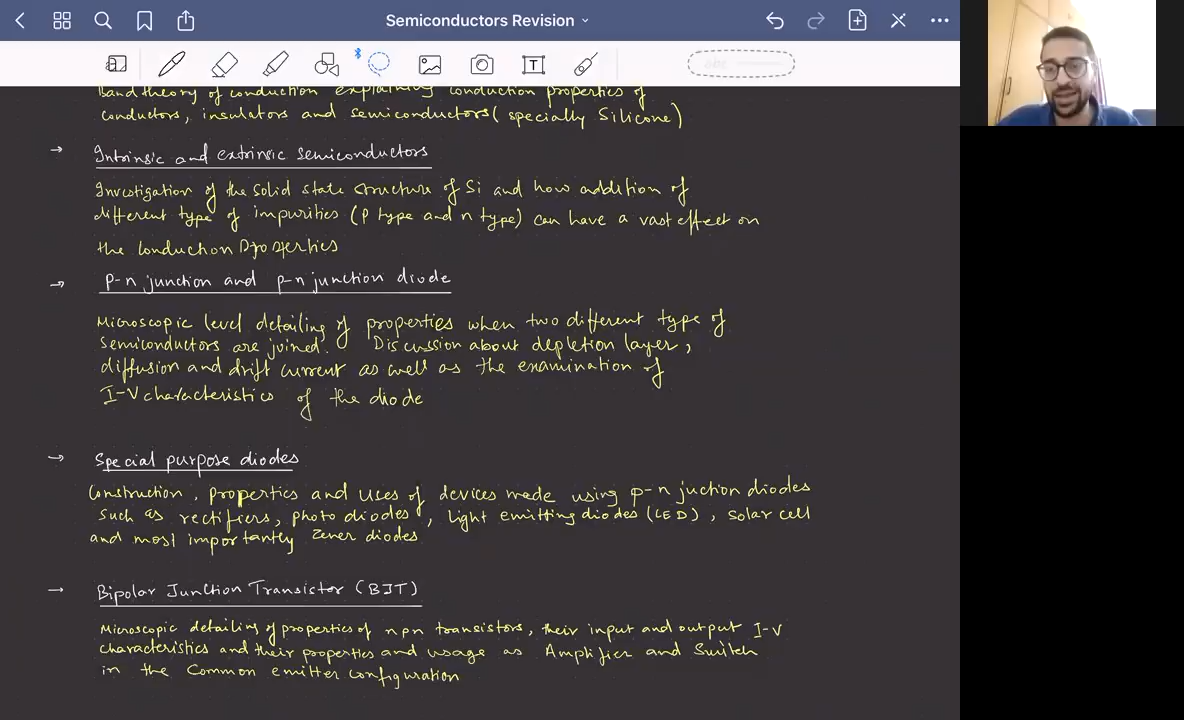 Semiconductors Revision
Band theory of conduction explaining conduction properties of
conductors, insulators and semiconductors (specially Silicone)
→ Intrinsic and extrinsic semiconductors
Investigation of the solid state structure of Si and how addition of
different type of impurities (P type and n type) can have a vast effect on
the conduction properties
→ P-n junction and p-n junction diode
Microscopic level detailing of properties when two different type of
semiconductors are joined. Discussion about depletion layer,
diffusion and drift current as well as the examination of
I-V characteristics of the diode
→ Special purpose diodes
Construction, properties and uses of devices made using p-n juction diodes
such as rectifiers, photo diodes, Light emitting diodes (LED), solar cell
and most importantly Zener diodes
→ Bipolar Junction Transistor (BJT)
Microscopic detailing of properties of npn transistors, their input and output I-V
characteristics and their properties and usage as Amplifier and Switch
in the Common emitter configuration